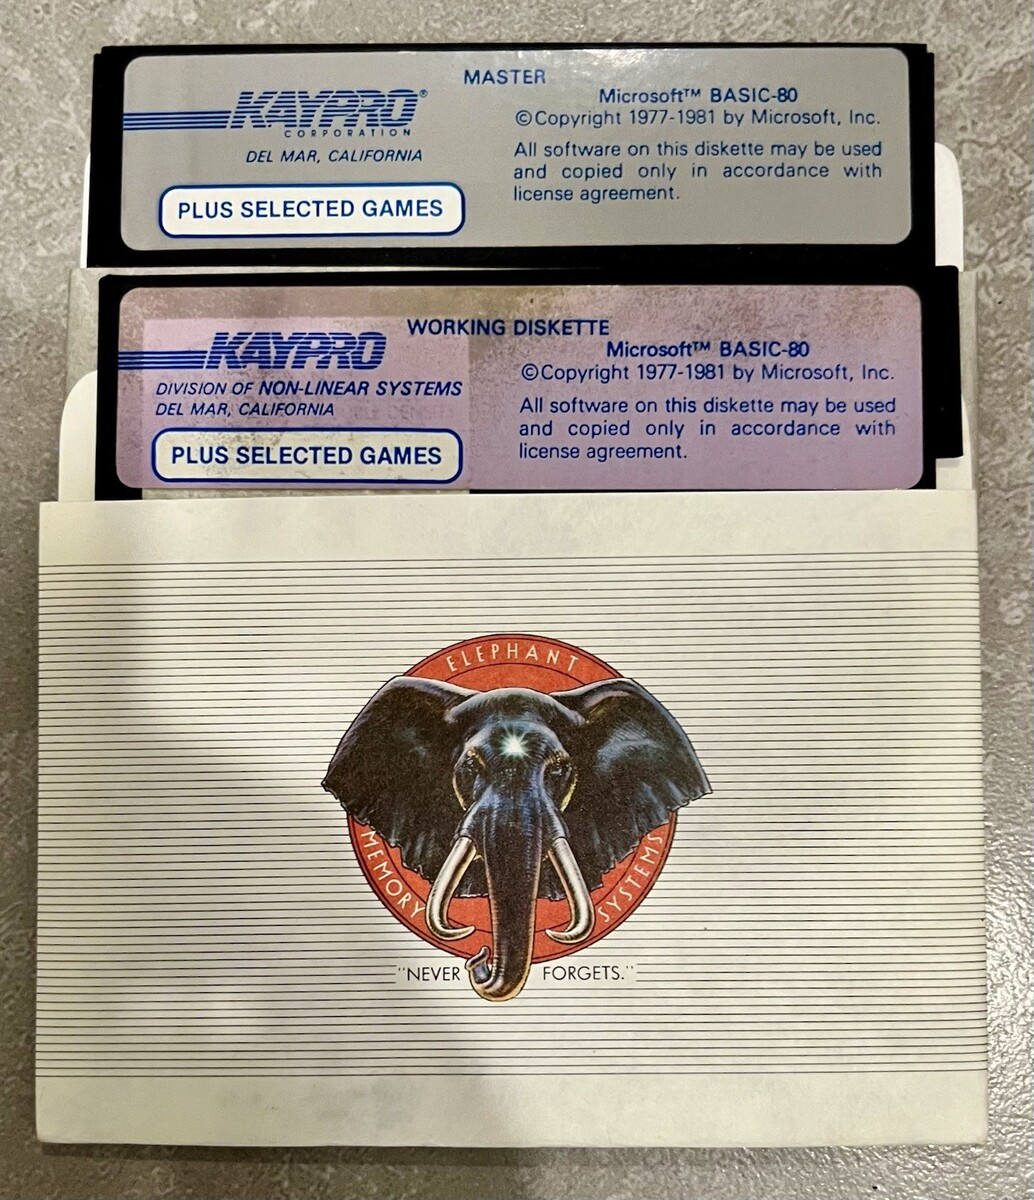 MASTER
KAYPRO®
CORPORATION
DEL MAR, CALIFORNIA
PLUS SELECTED GAMES
Microsoft™ BASIC-80
©Copyright 1977-1981 by Microsoft, Inc.
All software on this diskette may be used
and copied only in accordance with
license agreement.
WORKING DISKETTE
KAYPRO
DIVISION OF NON-LINEAR SYSTEMS
DEL MAR, CALIFORNIA
PLUS SELECTED GAMES
Microsoft™ BASIC-80
©Copyright 1977-1981 by Microsoft, Inc.
All software on this diskette may be used
and copied only in accordance with
license agreement.
ELEPHANT
MEMORY
SYSTEMS
"NEVER FORGETS."